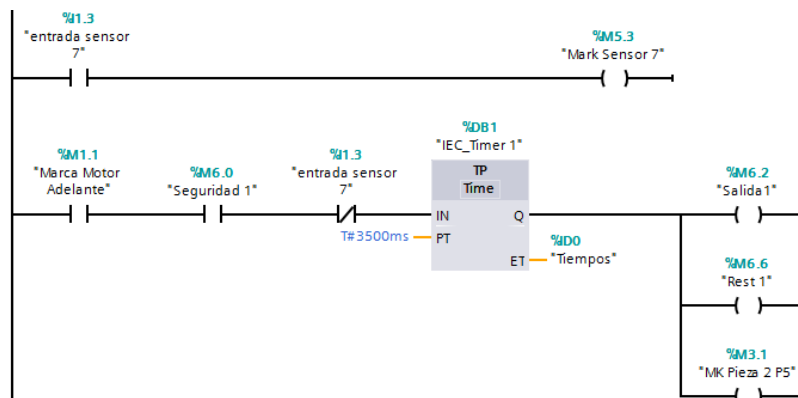 %I1.3
"entrada sensor
7"
%M5.3
"Mark Sensor 7"
%M1.1
"Marca Motor
Adelante"
%M6.0
"Seguridad 1"
%I1.3
"entrada sensor
7"
%DB1
"IEC_Timer 1"
TP
Time
IN
Q
T#3500ms
PT
ET
%ID0
"Tiempos"
%M6.2
"Salida1"
%M6.6
"Rest 1"
%M3.1
"MK Pieza 2 P5"